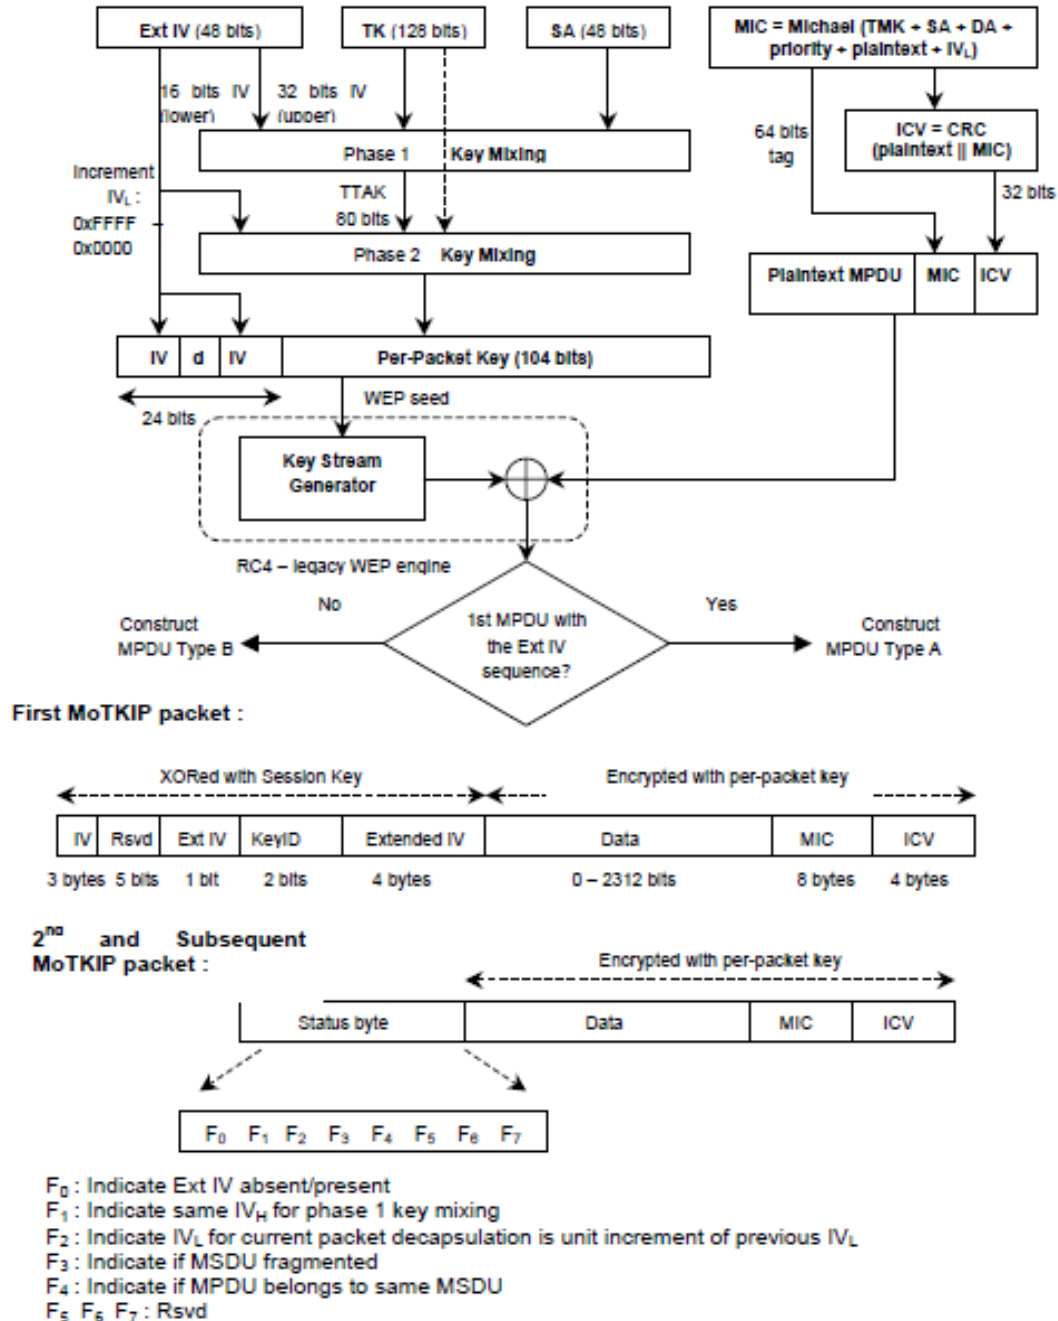 Ext IV (48 bits)
TK (128 bits)
SA (48 bits)
MIC = Michael (TMK + SA + DA +
priority + plaintext + IVL)
16 bits IV
(lower)
32 bits IV
(upper)
64 bits
tag
ICV = CRC
(plaintext || MIC)
Phase 1 Key Mixing
Increment
IVL :
0xFFFF –
0x0000
TTAK
80 bits
32 bits
Phase 2 Key Mixing
Plaintext MPDU MIC ICV
IV d IV Per-Packet Key (104 bits)
24 bits
WEP seed
Key Stream
Generator
RC4 – legacy WEP engine
No
Yes
1st MPDU with
the Ext IV
sequence?
Construct
MPDU Type B
Construct
MPDU Type A
First MoTKIP packet :
XORed with Session Key
Encrypted with per-packet key
IV Rsvd Ext IV KeyID Extended IV Data MIC ICV
3 bytes 5 bits 1 bit 2 bits 4 bytes 0 – 2312 bits 8 bytes 4 bytes
2nd and Subsequent
MoTKIP packet :
Encrypted with per-packet key
Status byte Data MIC ICV
F0 F1 F2 F3 F4 F5 F6 F7
F0 : Indicate Ext IV absent/present
F1 : Indicate same IVH for phase 1 key mixing
F2 : Indicate IVL for current packet decapsulation is unit increment of previous IVL
F3 : Indicate if MSDU fragmented
F4 : Indicate if MPDU belongs to same MSDU
F5 F6 F7 : Rsvd